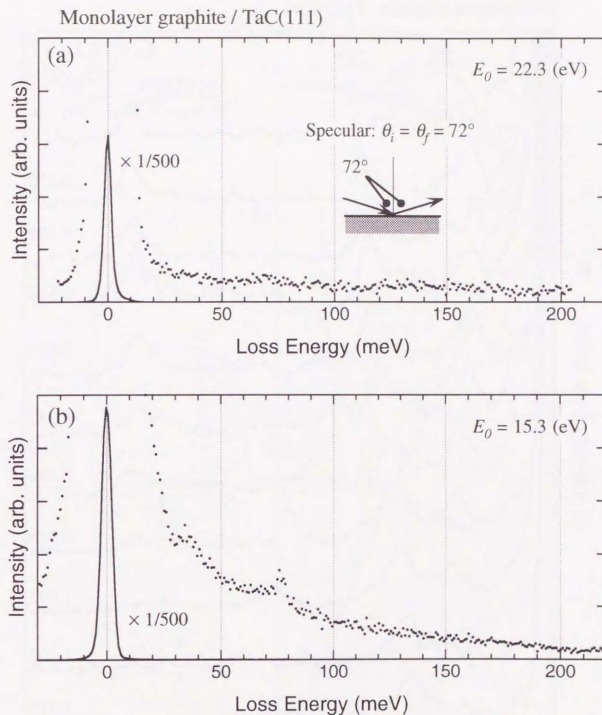 Monolayer graphite / TaC(111)
(a)
E0 = 22.3 (eV)
Specular: θi = θf = 72°
× 1/500
72°
Intensity (arb. units)
0 50 100 150 200
Loss Energy (meV)
(b)
E0 = 15.3 (eV)
× 1/500
Intensity (arb. units)
0 50 100 150 200
Loss Energy (meV)